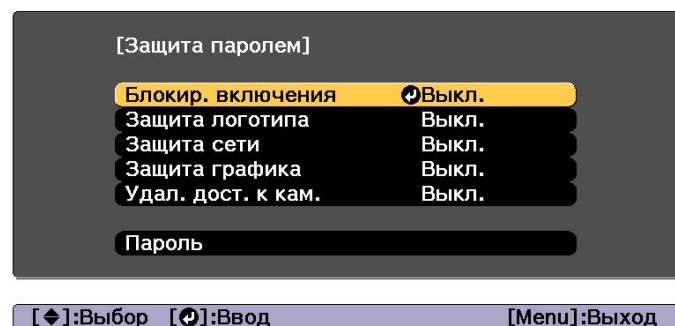 [Защита паролем]
Блокир. включения Выкл.
Защита логотипа Выкл.
Защита сети Выкл.
Защита графика Выкл.
Удал. дост. к кам. Выкл.
Пароль
[]:Выбор []:Ввод [Menu]:Выход